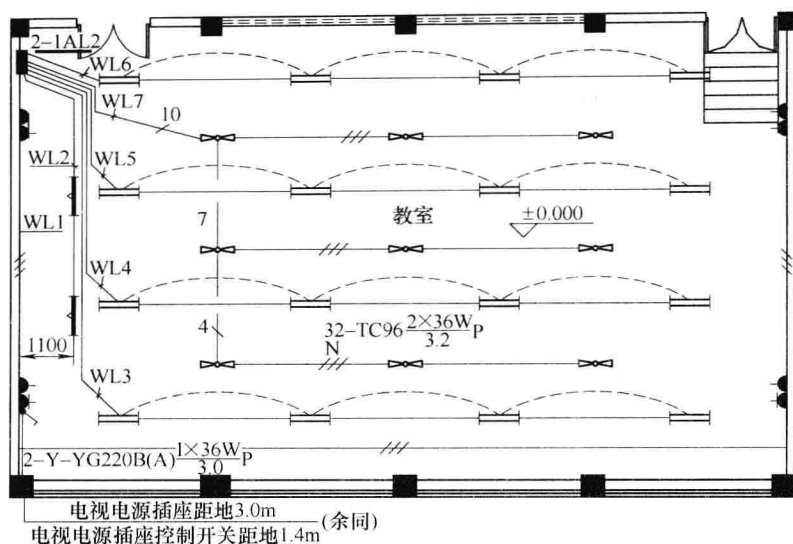 2-1AL2
WL6
WL7
10
WL2
WL5
WL1
7
教室
±0.000
WL4
4
32-TC96 2×36W/3.2 P
N
1100
WL3
2-Y-YG220B(A) 1×36W/3.0 P
电视电源插座距地3.0m
电视电源插座控制开关距地1.4m
(余同)